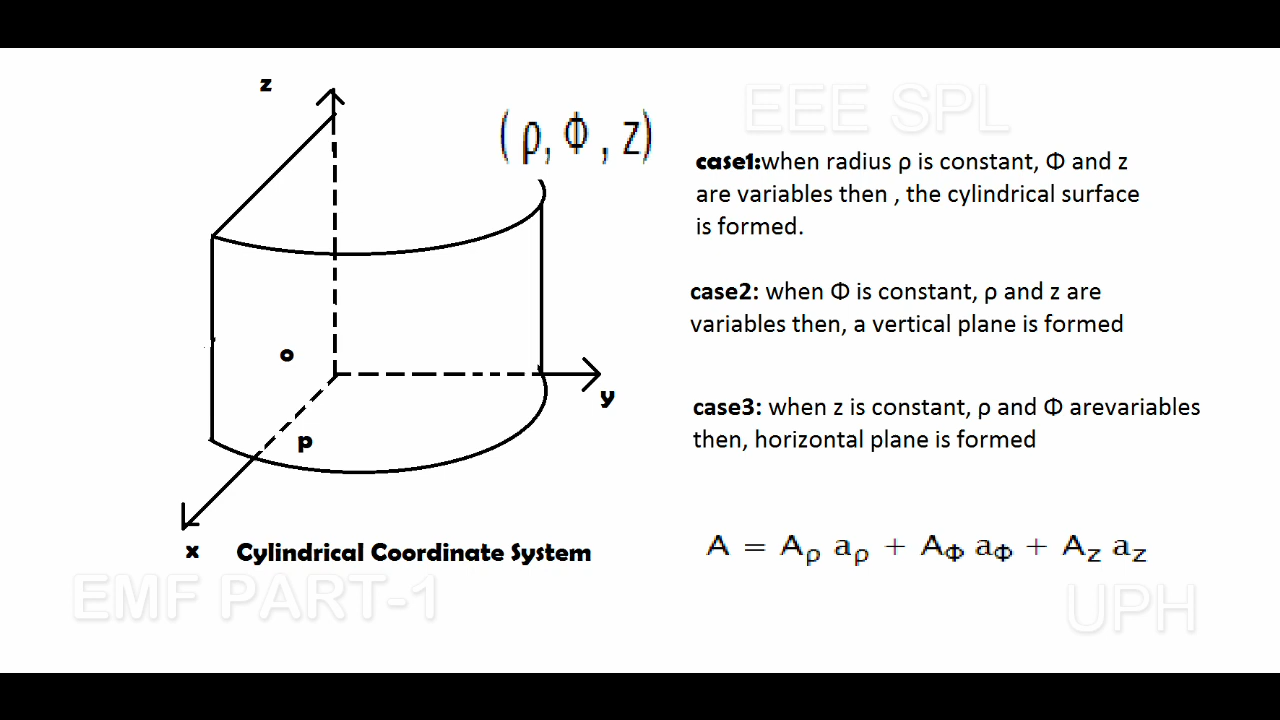 z
( ρ, Φ , z)
EEE SPL
case1:when radius ρ is constant, Φ and z
are variables then , the cylindrical surface
is formed.
case2: when Φ is constant, ρ and z are
variables then, a vertical plane is formed
o
y
case3: when z is constant, ρ and Φ arevariables
then, horizontal plane is formed
p
x
Cylindrical Coordinate System
A = Aρ aρ + AΦ aΦ + Az az
EMF PART-1
UPH